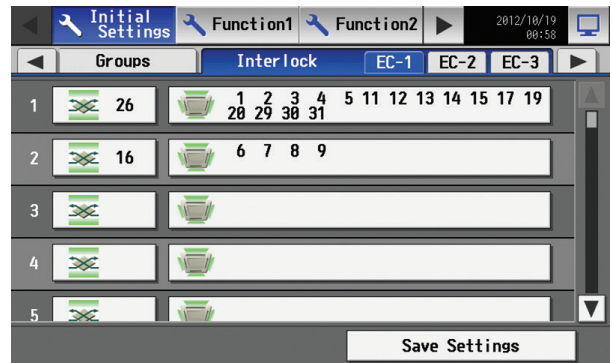 Initial
Settings
Function1
Function2
2012/10/19
00:58
Groups
Interlock
EC-1
EC-2
EC-3
1
26
1 2 3 4 5 11 12 13 14 15 17 19
20 29 30 31
2
16
6 7 8 9
3
4
5
Save Settings